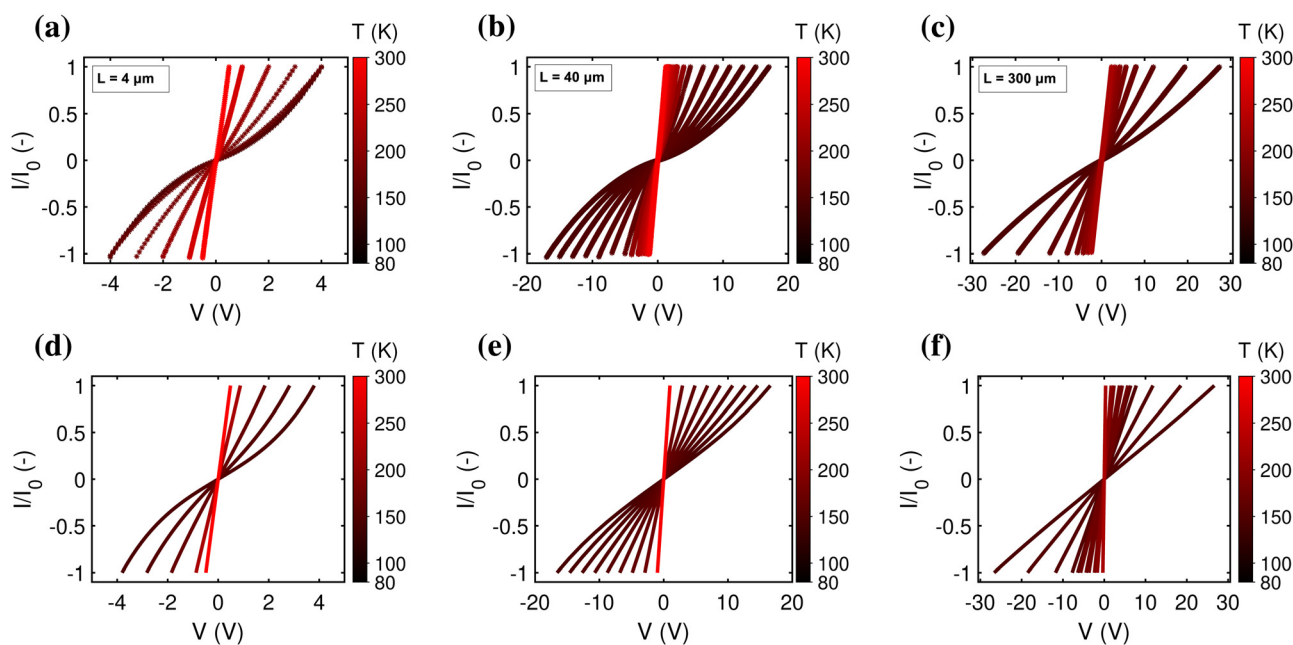 (a)
T (K)
L = 4 μm
1
0.5
0
-0.5
-1
I/I0 (-)
-4 -2 0 2 4
V (V)
300
250
200
150
100
80
(b)
T (K)
L = 40 μm
1
0.5
0
-0.5
-1
I/I0 (-)
-20 -10 0 10 20
V (V)
300
250
200
150
100
80
(c)
T (K)
L = 300 μm
1
0.5
0
-0.5
-1
I/I0 (-)
-30 -20 -10 0 10 20 30
V (V)
300
250
200
150
100
80
(d)
T (K)
1
0.5
0
-0.5
-1
I/I0 (-)
-4 -2 0 2 4
V (V)
300
250
200
150
100
80
(e)
T (K)
1
0.5
0
-0.5
-1
I/I0 (-)
-20 -10 0 10 20
V (V)
300
250
200
150
100
80
(f)
T (K)
1
0.5
0
-0.5
-1
I/I0 (-)
-30 -20 -10 0 10 20 30
V (V)
300
250
200
150
100
80